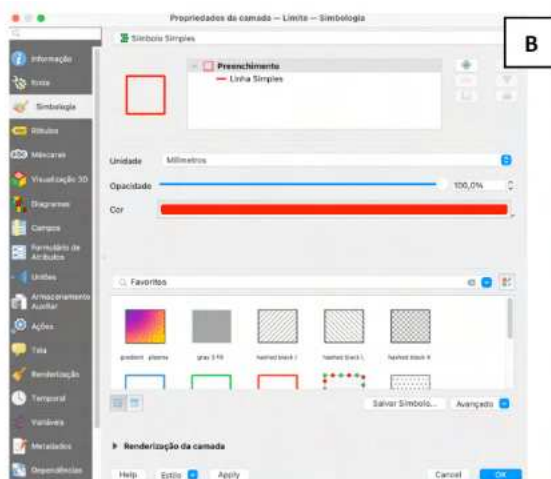 Propriedades da camada — Limite — Simbologia
B
Símbolo Simples
Informação
Fonte
Simbologia
Rótulos
Máscaras
Visualização 3D
Diagramas
Campos
Formulário de
Atributos
Uniões
Armazenamento
Auxiliar
Ações
Tela
Renderização
Temporal
Variáveis
Metadados
Dependências
Preenchimento
Linha Simples
Unidade
Milímetros
Opacidade
100,0%
Cor
Favoritos
gradient plasma
gray 3 fill
hashed black /
hashed black \
hashed black X
Salvar Símbolo...
Avançado
Renderização da camada
Help
Estilo
Apply
Cancel
OK